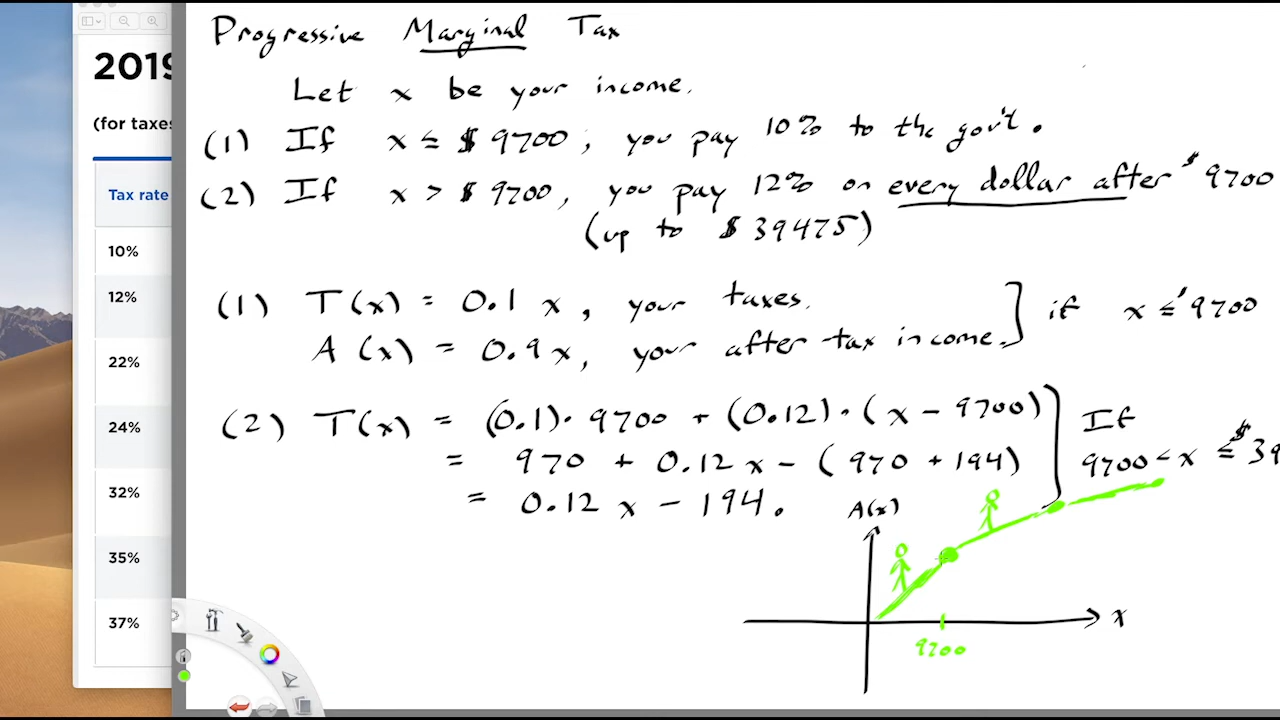 2019
(for taxes
Tax rate
10%
12%
22%
24%
32%
35%
37%
Progressive Marginal Tax
Let x be your income.
(1) If x ≤ $ 9700, you pay 10% to the gov't.
(2) If x > $ 9700, you pay 12% on every dollar after $ 9700
(up to $ 39475)
(1) T(x) = 0.1 x, your taxes.
A(x) = 0.9x, your after-tax income.
if x ≤ 9700
(2) T(x) = (0.1)· 9700 + (0.12)·(x - 9700)
= 970 + 0.12x - (970 + 194)
= 0.12 x - 194.
If
9700 < x ≤ $39
A(x)
x
9700